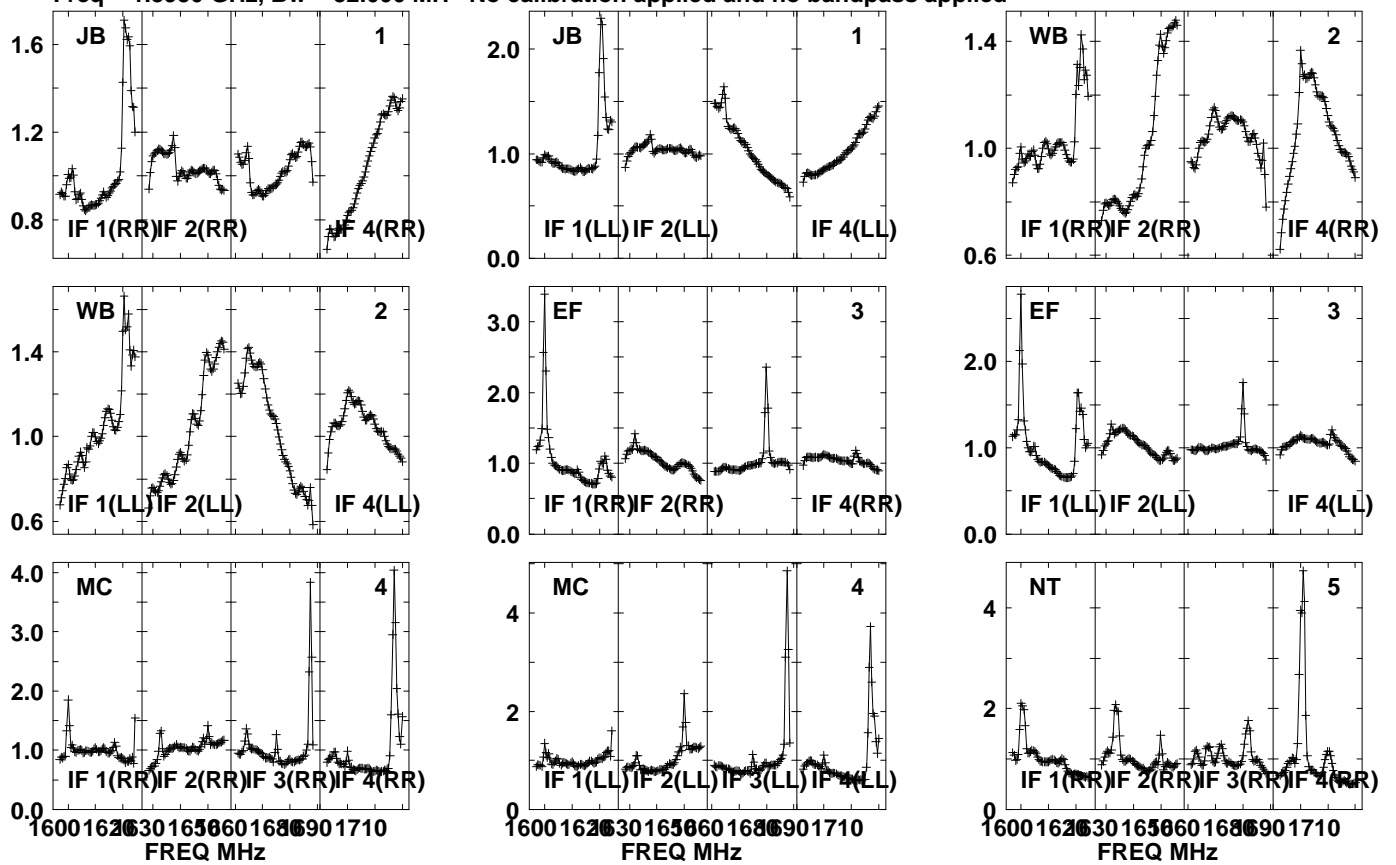 No calibration applied and no bandpass applied
JB 1
1.6
1.2
0.8
IF 1(RR) IF 2(RR) IF 4(RR)
JB 1
2.0
1.0
0.0
IF 1(LL) IF 2(LL) IF 4(LL)
WB 2
1.4
1.0
0.6
IF 1(RR) IF 2(RR) IF 4(RR)
WB 2
1.4
1.0
0.6
IF 1(LL) IF 2(LL) IF 4(LL)
EF 3
3.0
2.0
1.0
0.0
IF 1(RR) IF 2(RR) IF 4(RR)
EF 3
2.0
1.0
0.0
IF 1(LL) IF 2(LL) IF 4(LL)
MC 4
4.0
3.0
2.0
1.0
0.0
IF 1(RR) IF 2(RR) IF 3(RR) IF 4(RR)
1600 1630 1690 1710
FREQ MHz
MC 4
4
2
0
IF 1(LL) IF 2(LL) IF 3(LL) IF 4(LL)
1600 1630 1690 1710
FREQ MHz
NT 5
4
2
0
IF 1(RR) IF 2(RR) IF 3(RR) IF 4(RR)
1600 1630 1690 1710
FREQ MHz